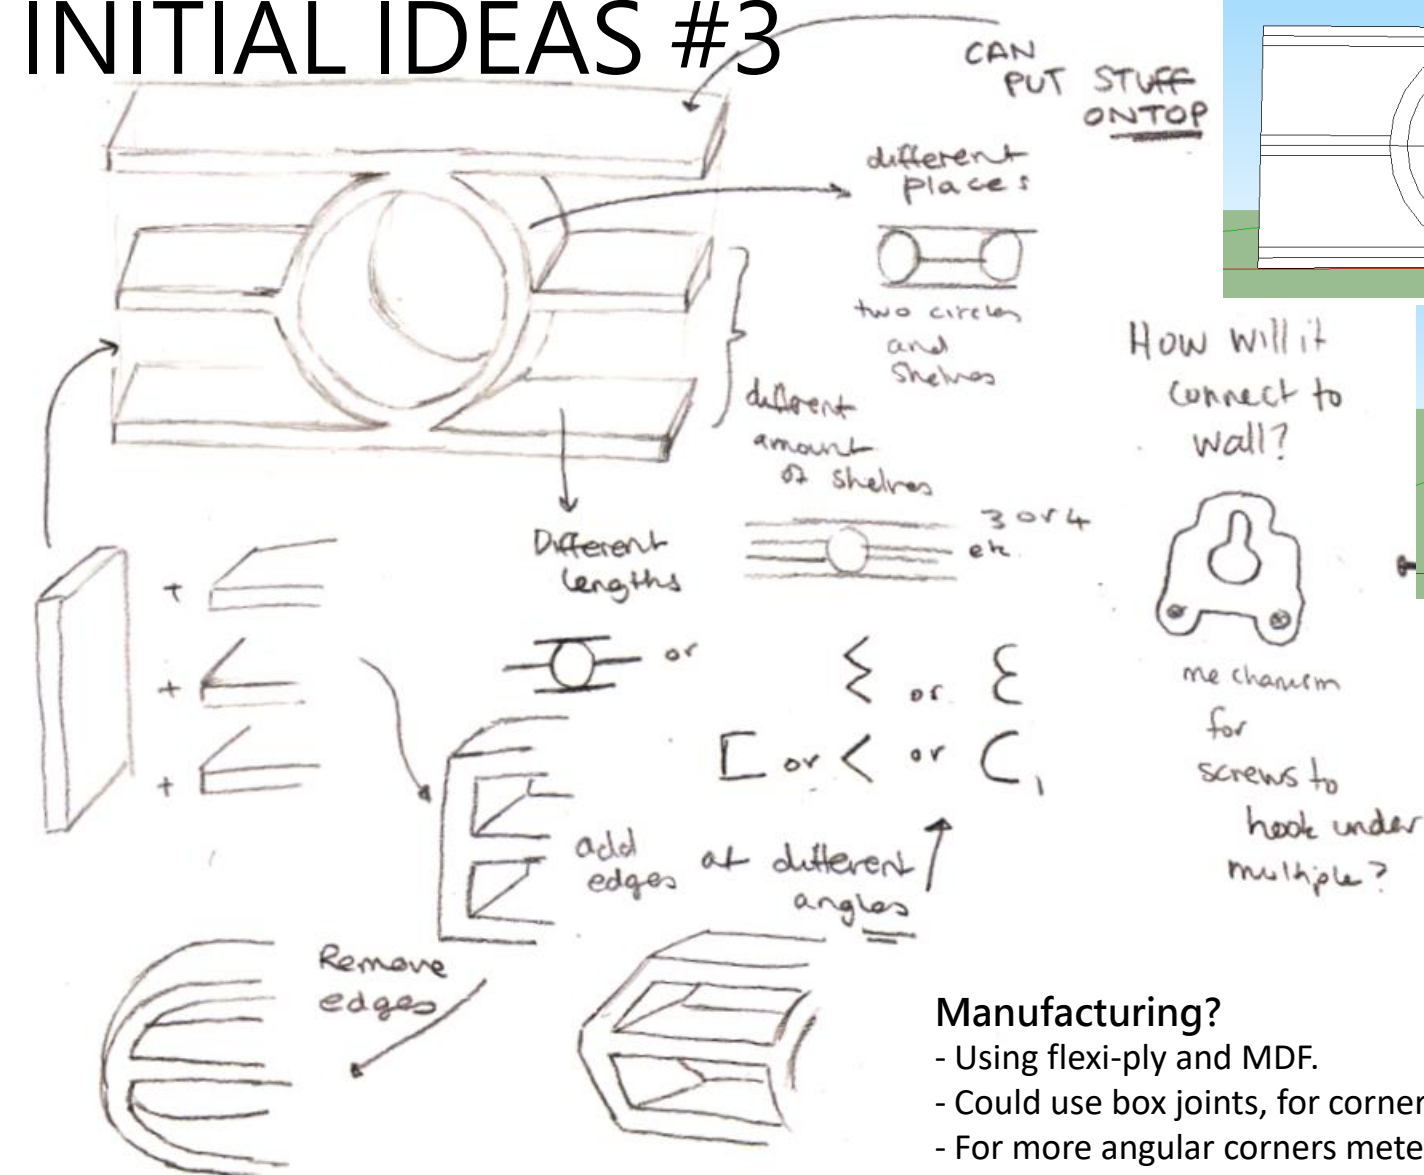 INITIAL IDEAS #3
CAN
PUT STUFF
ONTOP
different
places
two circles
and
shelves
How will it
connect to
wall?
different
amount
of shelves
3 or 4
etc.
Different
lengths
+
+
+
or
or
or
or
mechanism
for
screws to
hook under
multiple?
add
edges
at different
angles
Remove
edges
Manufacturing?
- Using flexi-ply and MDF.
- Could use box joints, for corner
- For more angular corners mete